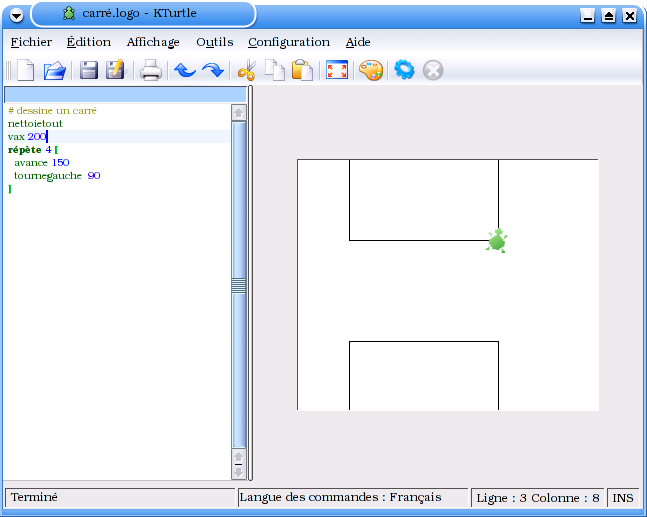 carré.logo - KTurtle
Fichier Édition Affichage Outils Configuration Aide
# dessine un carré
nettoietout
vax 200
répète 4 [
avance 150
tournegauche 90
]
Terminé
Langue des commandes : Français
Ligne : 3 Colonne : 8
INS